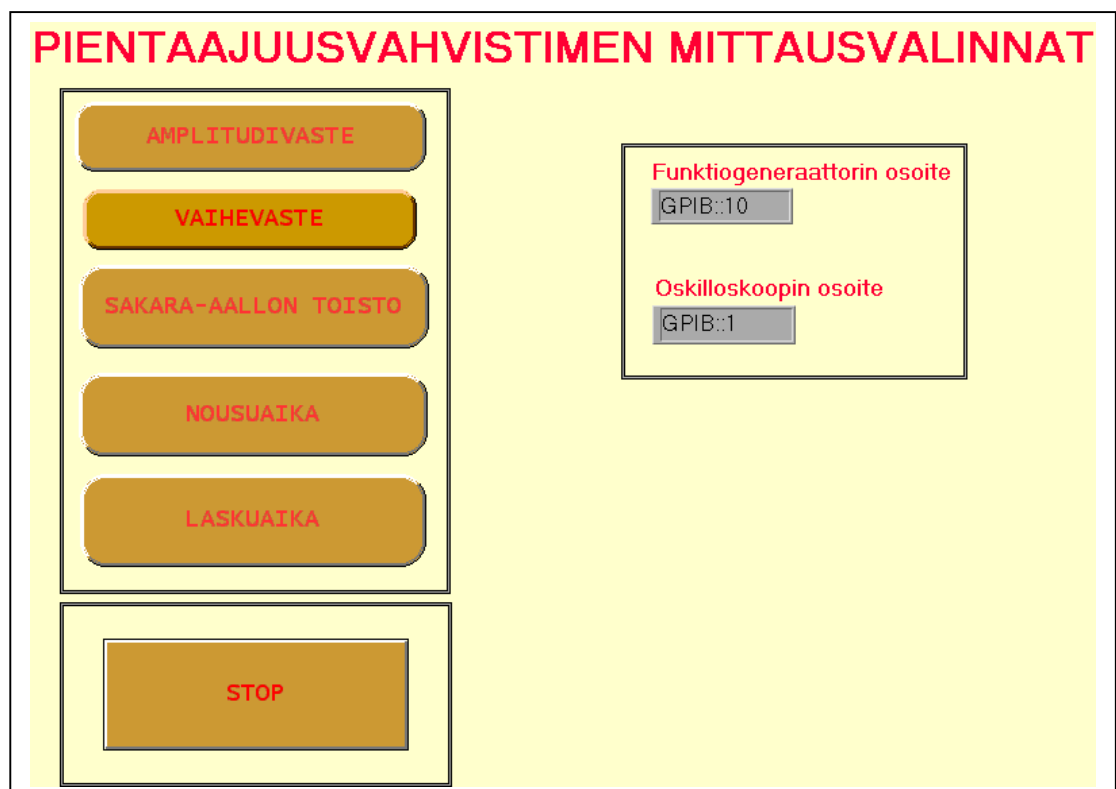 PIENTAAJUUSVAHVISTIMEN MITTAUSVALINNAT
AMPLITUDIVASTE
VAIHEVASTE
SAKARA-AALLON TOISTO
NOUSUAIKA
LASKUAIKA
STOP
Funktiogeneraattorin osoite
GPIB::10
Oskilloskoopin osoite
GPIB::1